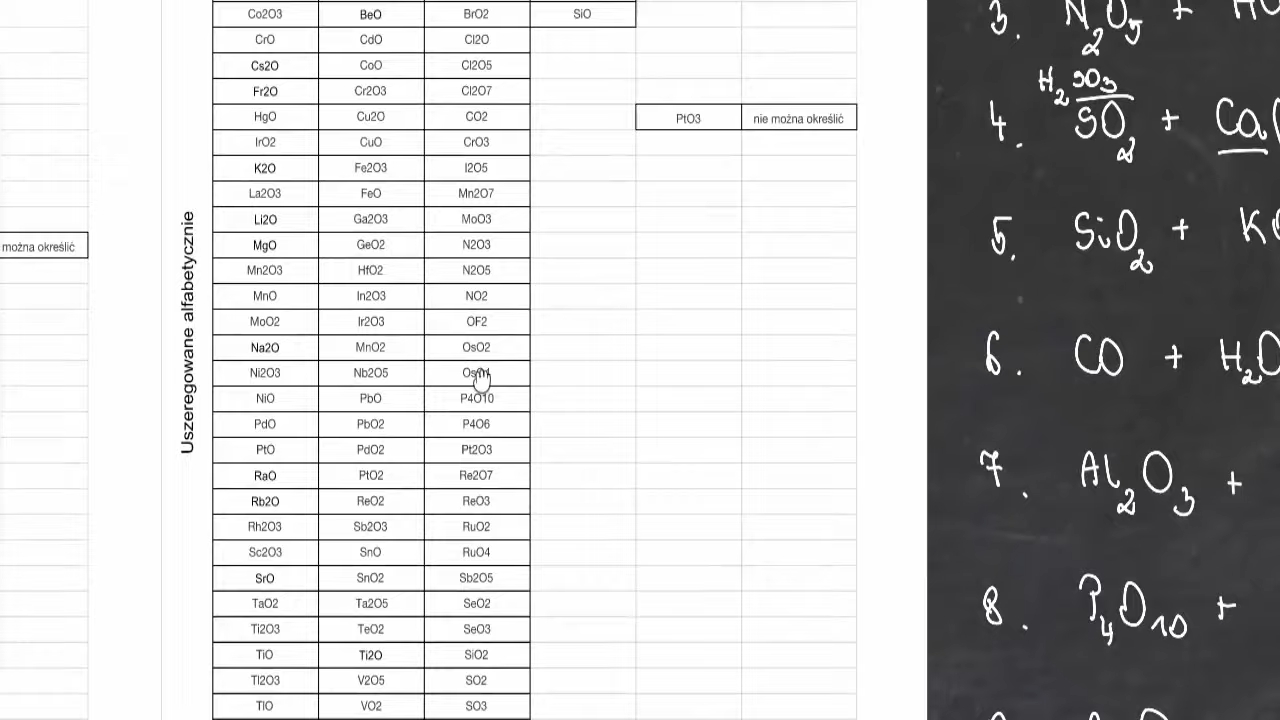 Co2O3 BeO BrO2 SiO
CrO CdO Cl2O
Cs2O CoO Cl2O5
Fr2O Cr2O3 Cl2O7
HgO Cu2O CO2 PtO3 nie można określić
IrO2 CuO CrO3
K2O Fe2O3 I2O5
La2O3 FeO Mn2O7
Li2O Ga2O3 MoO3
można określić
MgO GeO2 N2O3
Mn2O3 HfO2 N2O5
MnO In2O3 NO2
MoO2 Ir2O3 OF2
Na2O MnO2 OsO2
Ni2O3 Nb2O5
NiO PbO P4O10
PdO PbO2 P4O6
PtO PdO2 Pt2O3
RaO PtO2 Re2O7
Rb2O ReO2 ReO3
Rh2O3 Sb2O3 RuO2
Sc2O3 SnO RuO4
SrO SnO2 Sb2O5
TaO2 Ta2O5 SeO2
Ti2O3 TeO2 SeO3
TiO Ti2O SiO2
Tl2O3 V2O5 SO2
TlO VO2 SO3
Uszeregowane alfabetycznie
3. N2O5 +
H2SO3
4. SO2 + Ca
5. SiO2 + K
6. CO + H2O
7. Al2O3 +
8. P4O10 +